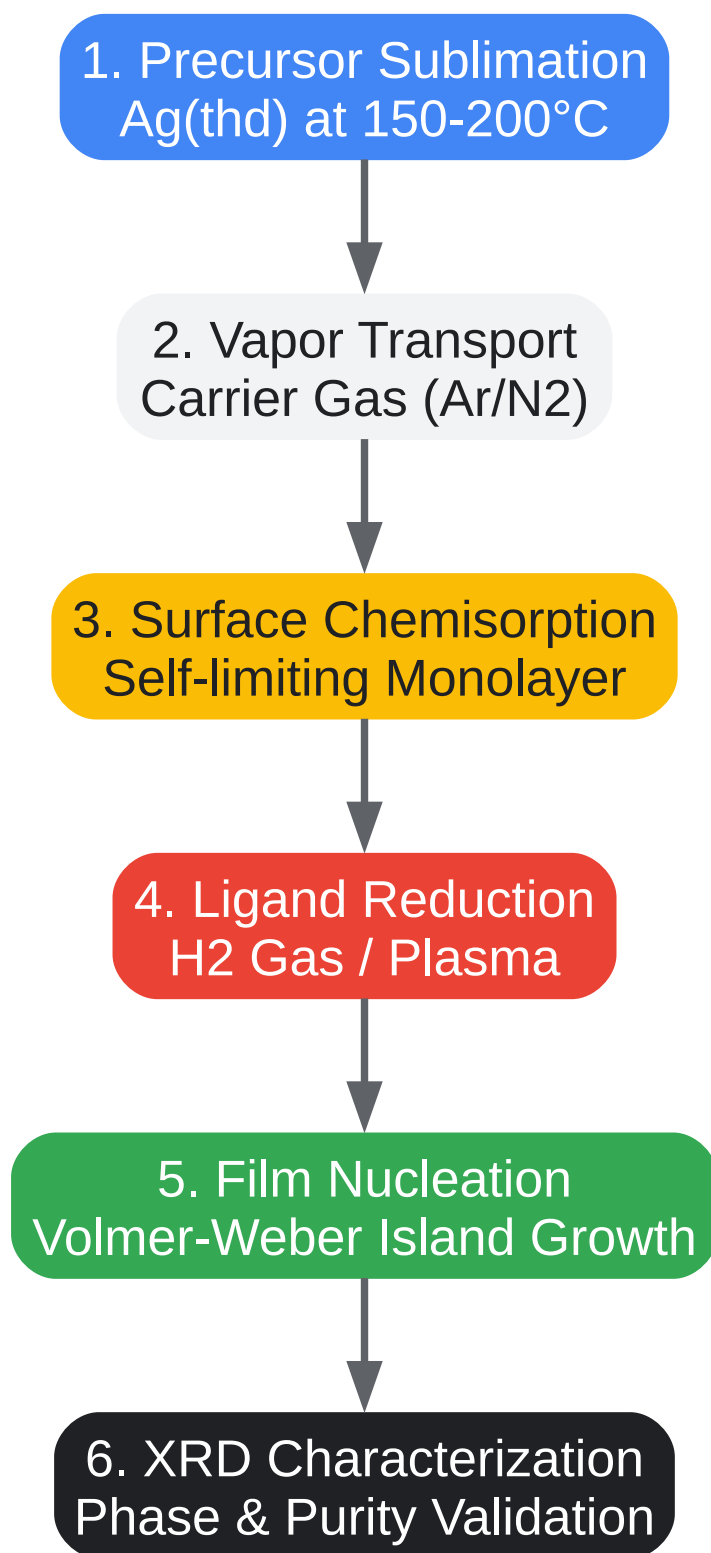 1. Precursor Sublimation
Ag(thd) at 150-200°C
2. Vapor Transport
Carrier Gas (Ar/N2)
3. Surface Chemisorption
Self-limiting Monolayer
4. Ligand Reduction
H2 Gas / Plasma
5. Film Nucleation
Volmer-Weber Island Growth
6. XRD Characterization
Phase & Purity Validation